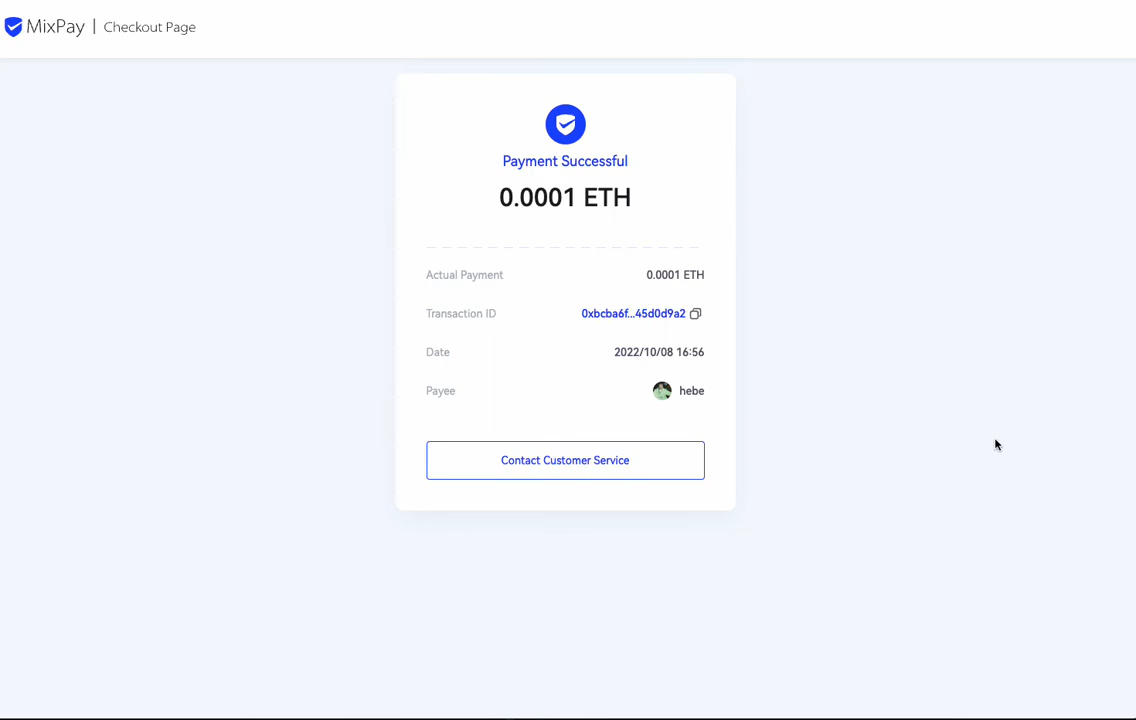 MixPay | Checkout Page
Payment Successful
0.0001 ETH
Actual Payment 0.0001 ETH
Transaction ID 0xbcba6f...45d0d9a2
Date 2022/10/08 16:56
Payee hebe
Contact Customer Service